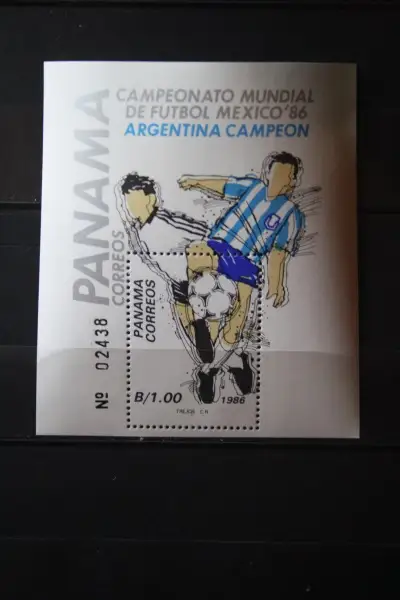 CAMPEONATO MUNDIAL
DE FUTBOL MEXICO '86
ARGENTINA CAMPEON
PANAMA
CORREOS
Nº 02438
PANAMA
CORREOS
B/1.00
1986